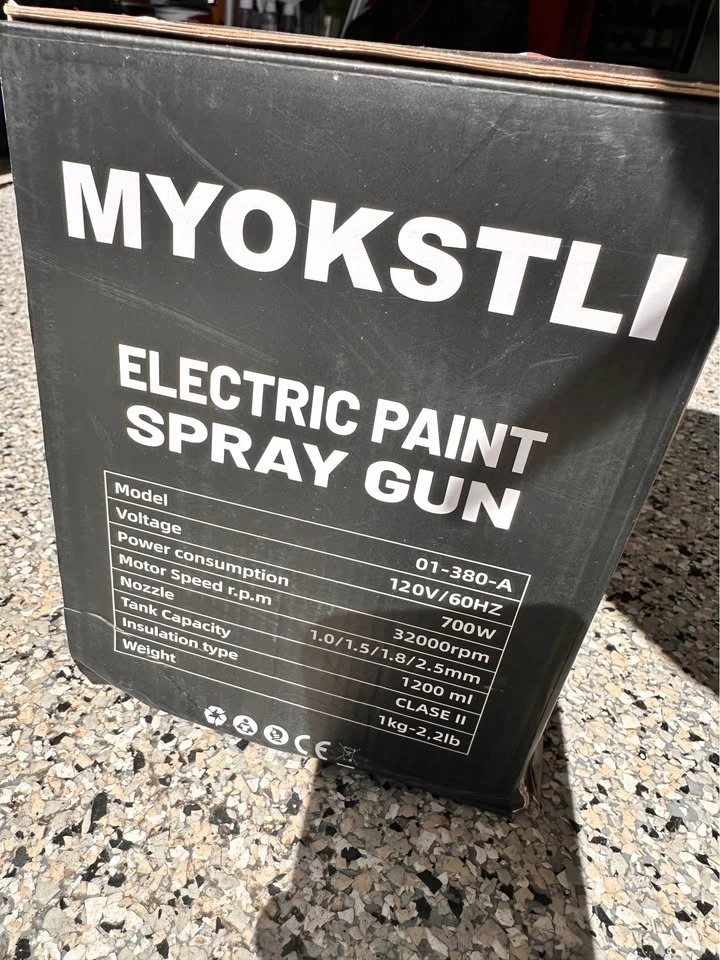 MYOKSTLI
ELECTRIC PAINT
SPRAY GUN
Model 01-380-A
Voltage 120V/60HZ
Power consumption 700W
Motor Speed r.p.m 32000rpm
Nozzle 1.0/1.5/1.8/2.5mm
Tank Capacity 1200 ml
Insulation type CLASE II
Weight 1kg-2.2lb
CE